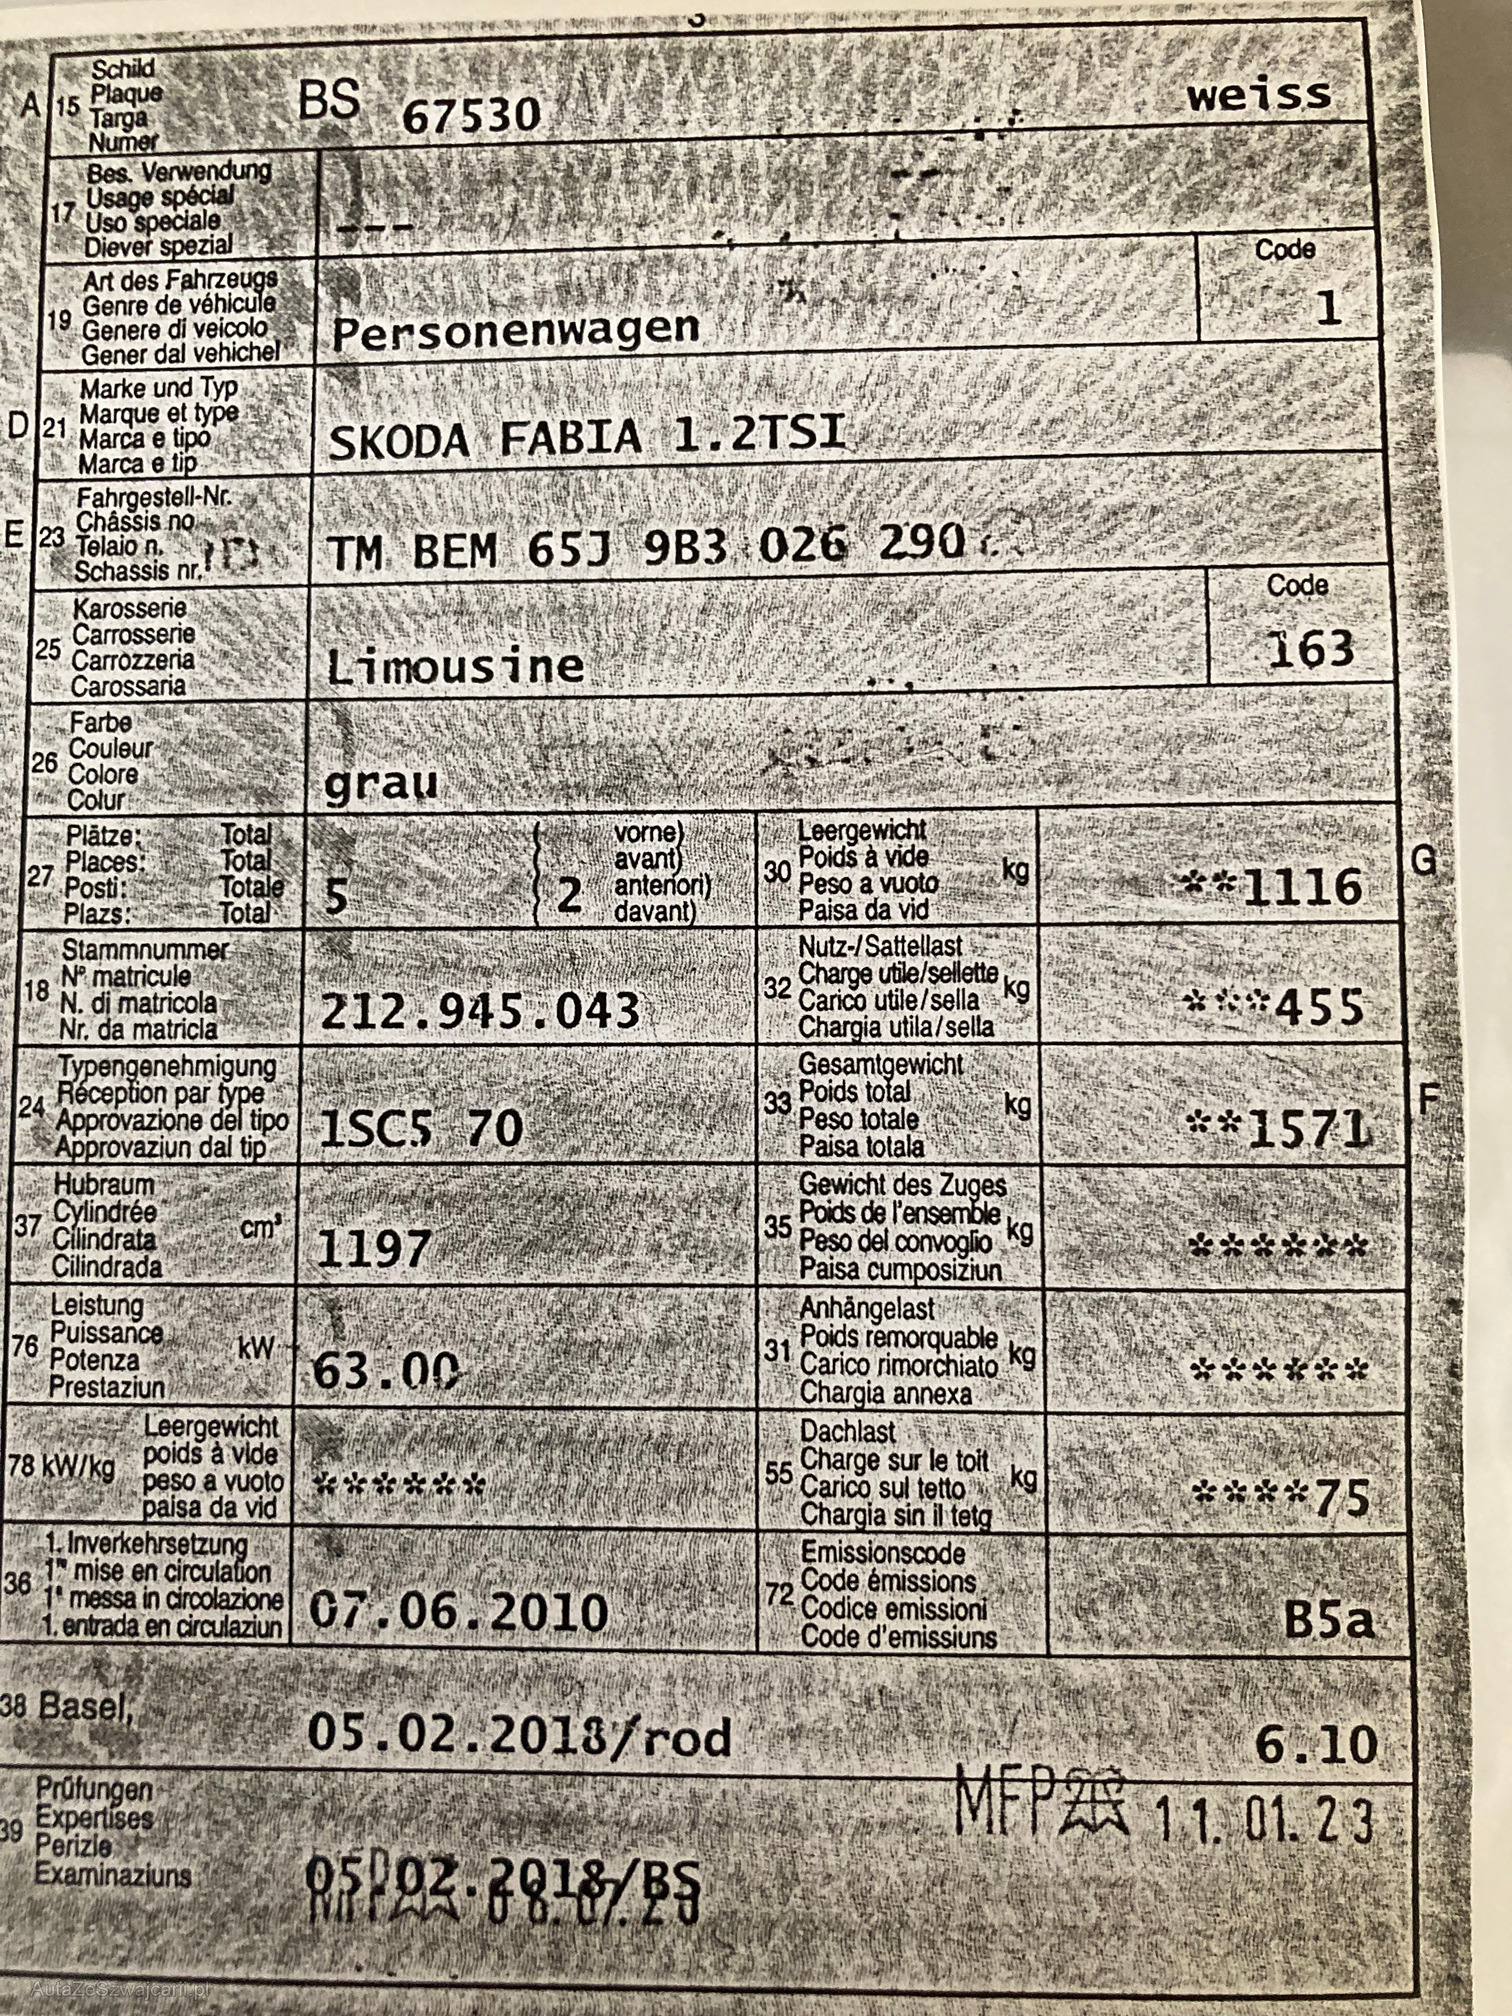 A 15 Schild
Plaque
Targa
Numer
BS 67530 weiss
17 Bes. Verwendung
Usage spécial
Uso speciale
Diever spezial
---
19 Art des Fahrzeugs
Genre de véhicule
Genere di veicolo
Gener dal vehichel
Personenwagen
Code
1
D 21 Marke und Typ
Marque et type
Marca e tipo
Marca e tip
SKODA FABIA 1.2TSI
E 23 Fahrgestell-Nr.
Châssis no
Telaio n.
Schassis nr.
TM BEM 65J 9B3 026 290
25 Karosserie
Carrosserie
Carrozzeria
Carossaria
Limousine
Code
163
26 Farbe
Couleur
Colore
Colur
grau
27 Plätze: Total
Places: Total
Posti: Totale
Plazs: Total
5
2
vorne)
avant)
anteriori)
davant)
30 Leergewicht
Poids à vide
Peso a vuoto
Paisa da vid
kg
**1116
G
18 Stammnummer
N° matricule
N. di matricola
Nr. da matricla
212.945.043
32 Nutz-/Sattellast
Charge utile/sellette
Carico utile/sella
Chargia utila/sella
kg
***455
24 Typengenehmigung
Réception par type
Approvazione del tipo
Approvaziun dal tip
1SC5 70
33 Gesamtgewicht
Poids total
Peso totale
Paisa totala
kg
**1571
F
37 Hubraum
Cylindrée
Cilindrata
Cilindrada
cm³
1197
35 Gewicht des Zuges
Poids de l'ensemble
Peso del convoglio
Paisa cumposiziun
kg
******
76 Leistung
Puissance
Potenza
Prestaziun
kW
63.00
31 Anhängelast
Poids remorquable
Carico rimorchiato
Chargia annexa
kg
******
78 kW/kg
Leergewicht
poids à vide
peso a vuoto
paisa da vid
******
55 Dachlast
Charge sur le toit
Carico sul tetto
Chargia sin il tetg
kg
****75
36 1. Inverkehrsetzung
1re mise en circulation
1a messa in circolazione
1. entrada en circulaziun
07.06.2010
72 Emissionscode
Code émissions
Codice emissioni
Code d'emissiuns
B5a
38 Basel,
05.02.2018/rod
6.10
39 Prüfungen
Expertises
Perizie
Examinaziuns
MFP 11.01.23
05.02.2018/BS
AutaZeSzwajcarii.pl